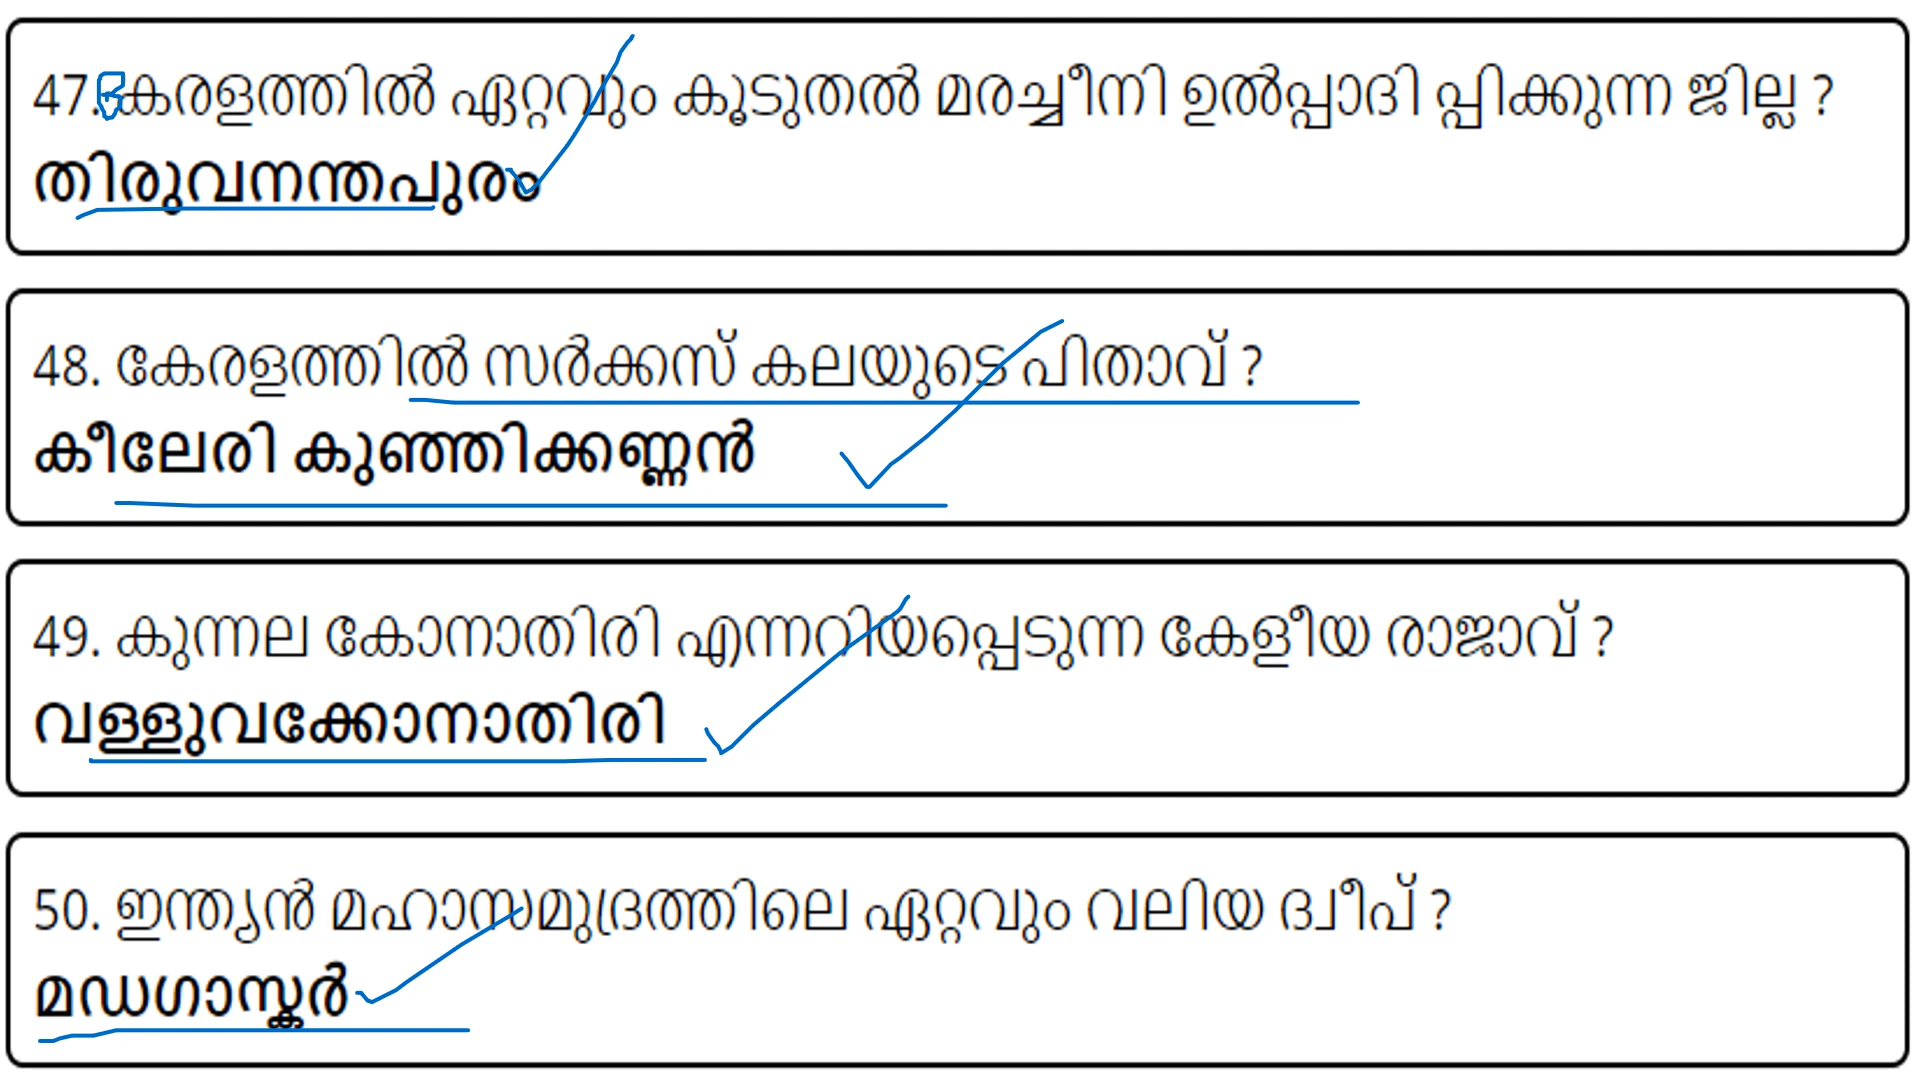 47. കേരളത്തിൽ ഏറ്റവും കൂടുതൽ മരച്ചീനി ഉൽപ്പാദി പ്പിക്കുന്ന ജില്ല ?
തിരുവനന്തപുരം
48. കേരളത്തിൽ സർക്കസ് കലയുടെ പിതാവ് ?
കീലേരി കുഞ്ഞിക്കണ്ണൻ
49. കുന്നല കോനാതിരി എന്നറിയപ്പെടുന്ന കേളീയ രാജാവ് ?
വള്ളുവക്കോനാതിരി
50. ഇന്ത്യൻ മഹാസമുദ്രത്തിലെ ഏറ്റവും വലിയ ദ്വീപ് ?
മഡഗാസ്കർ